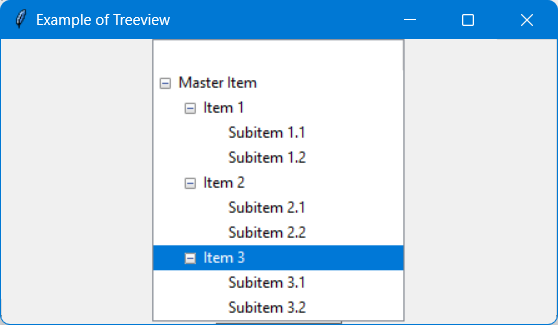 Example of Treeview
Master Item
Item 1
Subitem 1.1
Subitem 1.2
Item 2
Subitem 2.1
Subitem 2.2
Item 3
Subitem 3.1
Subitem 3.2